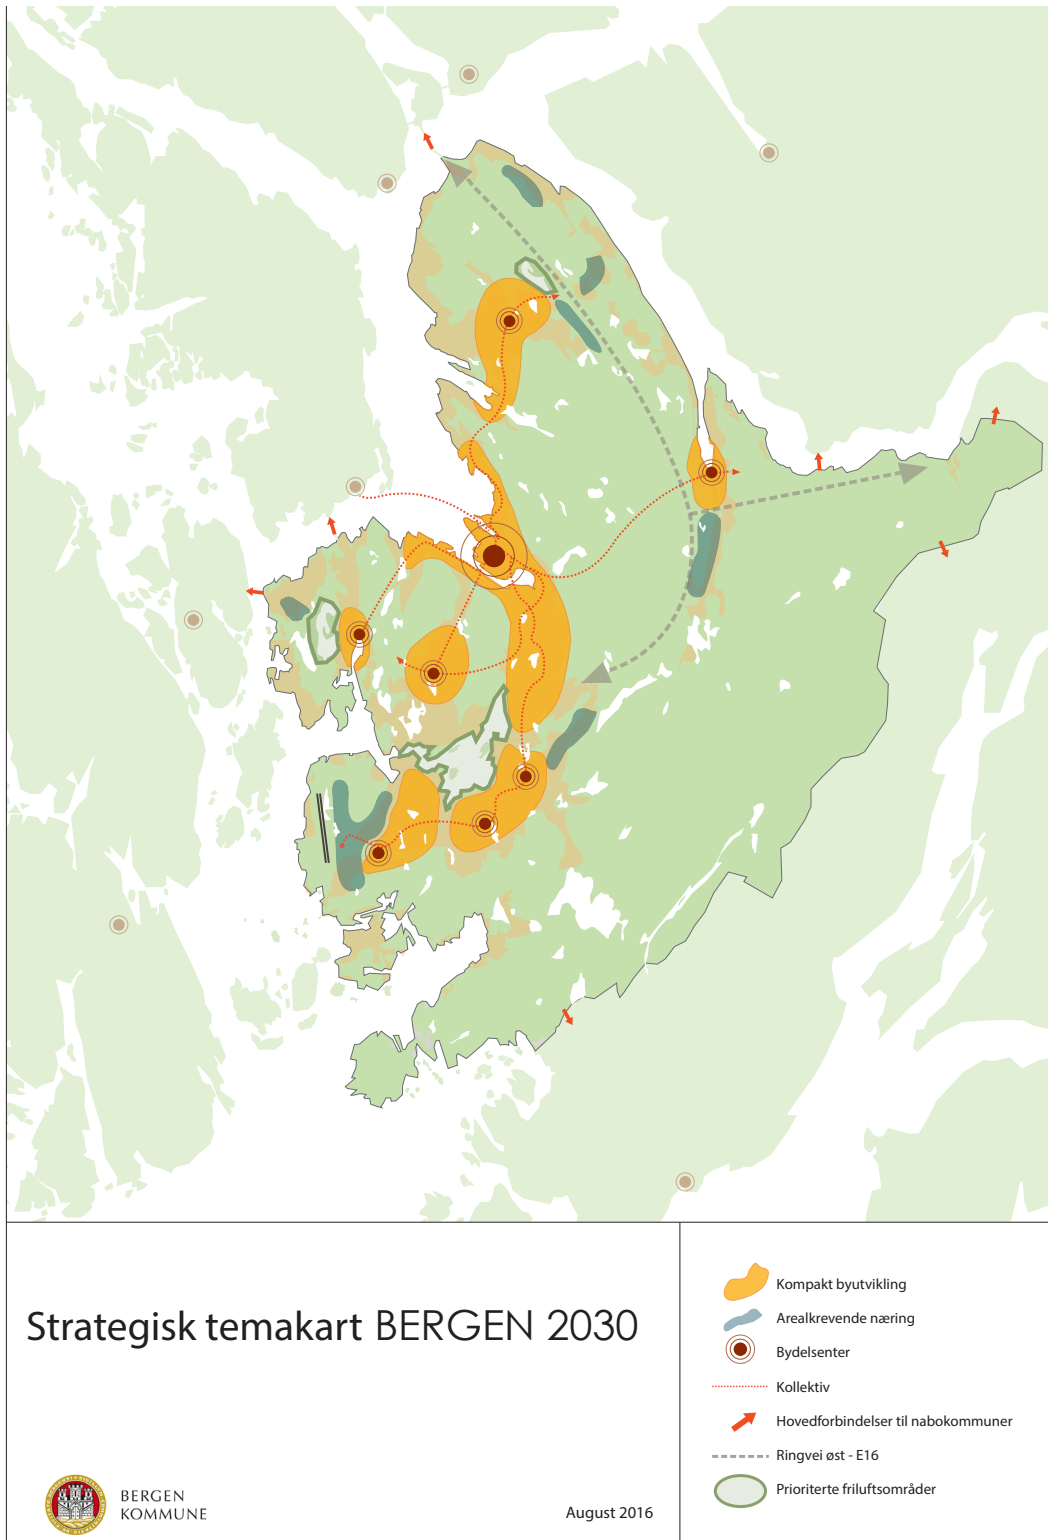 Strategisk temakart BERGEN 2030
BERGEN
KOMMUNE
August 2016
Kompakt byutvikling
Arealkrevende næring
Bydelsenter
Kollektiv
Hovedforbindelser til nabokommuner
Ringvei øst - E16
Prioriterte friluftsområder